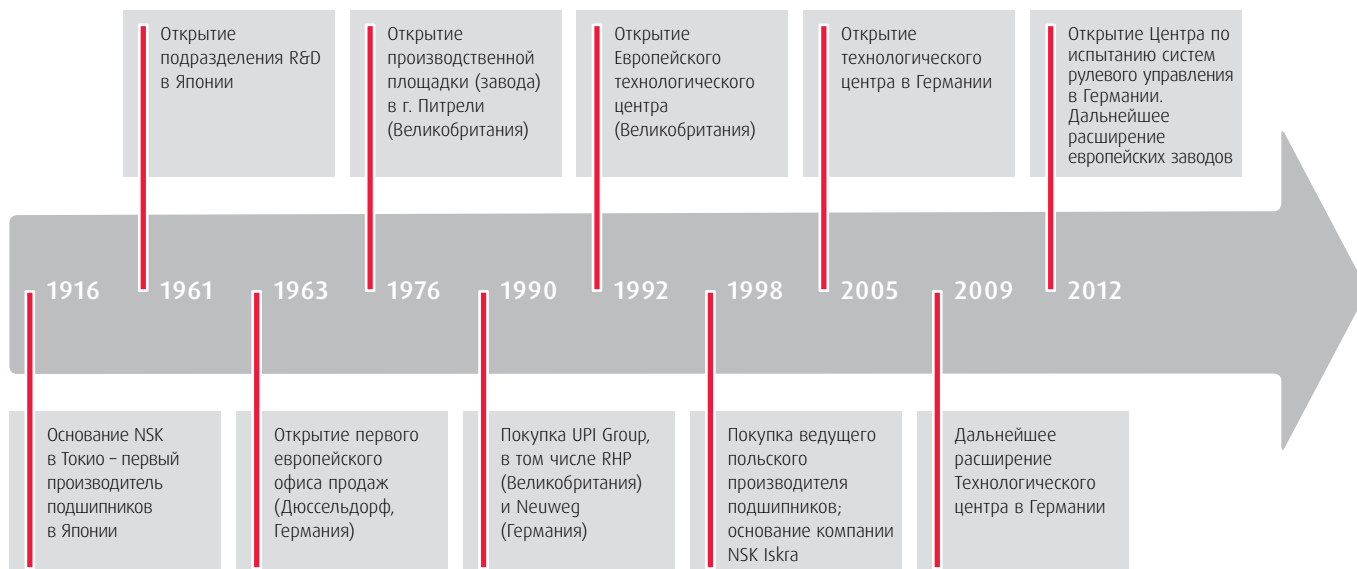 Открытие
подразделения R&D
в Японии
Открытие
производственной
площадки (завода)
в г. Питрели
(Великобритания)
Открытие
Европейского
технологического
центра
(Великобритания)
Открытие
технологического
центра в Германии
Открытие Центра по
испытанию систем
рулевого управления
в Германии.
Дальнейшее
расширение
европейских заводов
1916
1961
1963
1976
1990
1992
1998
2005
2009
2012
Основание NSK
в Токио – первый
производитель
подшипников
в Японии
Открытие первого
европейского
офиса продаж
(Дюссельдорф,
Германия)
Покупка UPI Group,
в том числе RHP
(Великобритания)
и Neuweg
(Германия)
Покупка ведущего
польского
производителя
подшипников;
основание компании
NSK Iskra
Дальнейшее
расширение
Технологического
центра в Германии